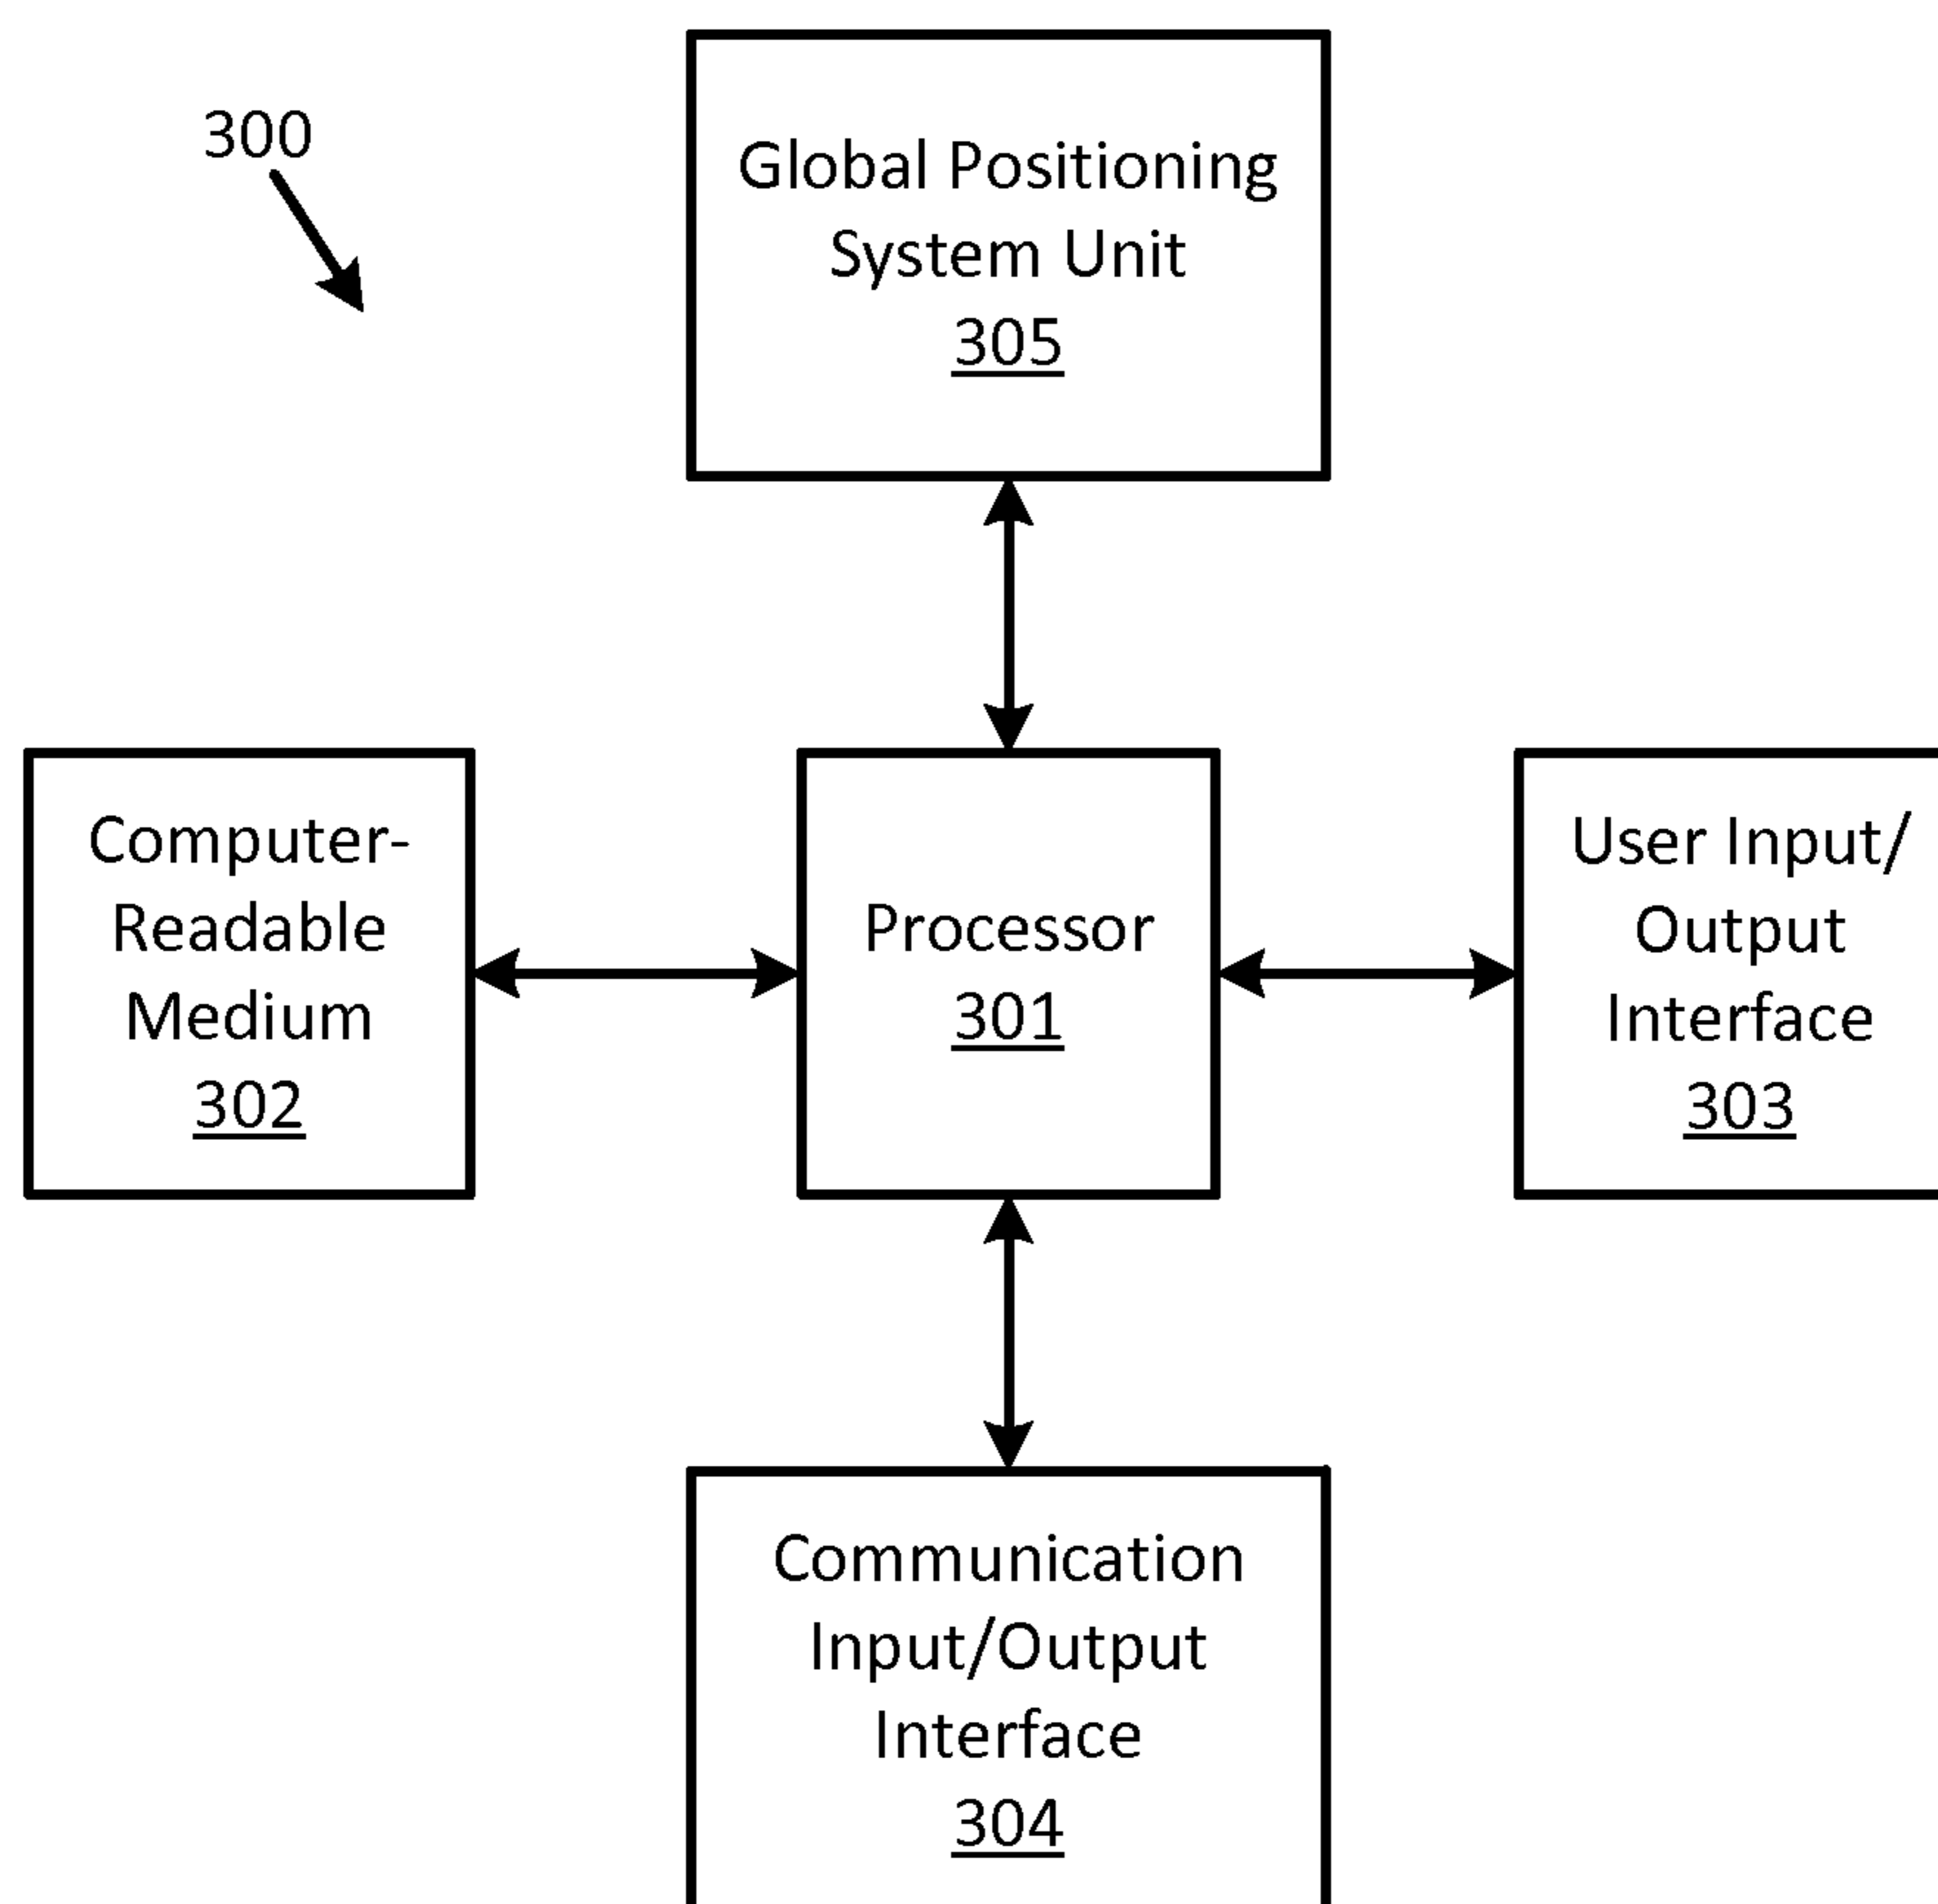 300
Global Positioning
System Unit
305
Computer-
Readable
Medium
302
Processor
301
User Input/
Output
Interface
303
Communication
Input/Output
Interface
304